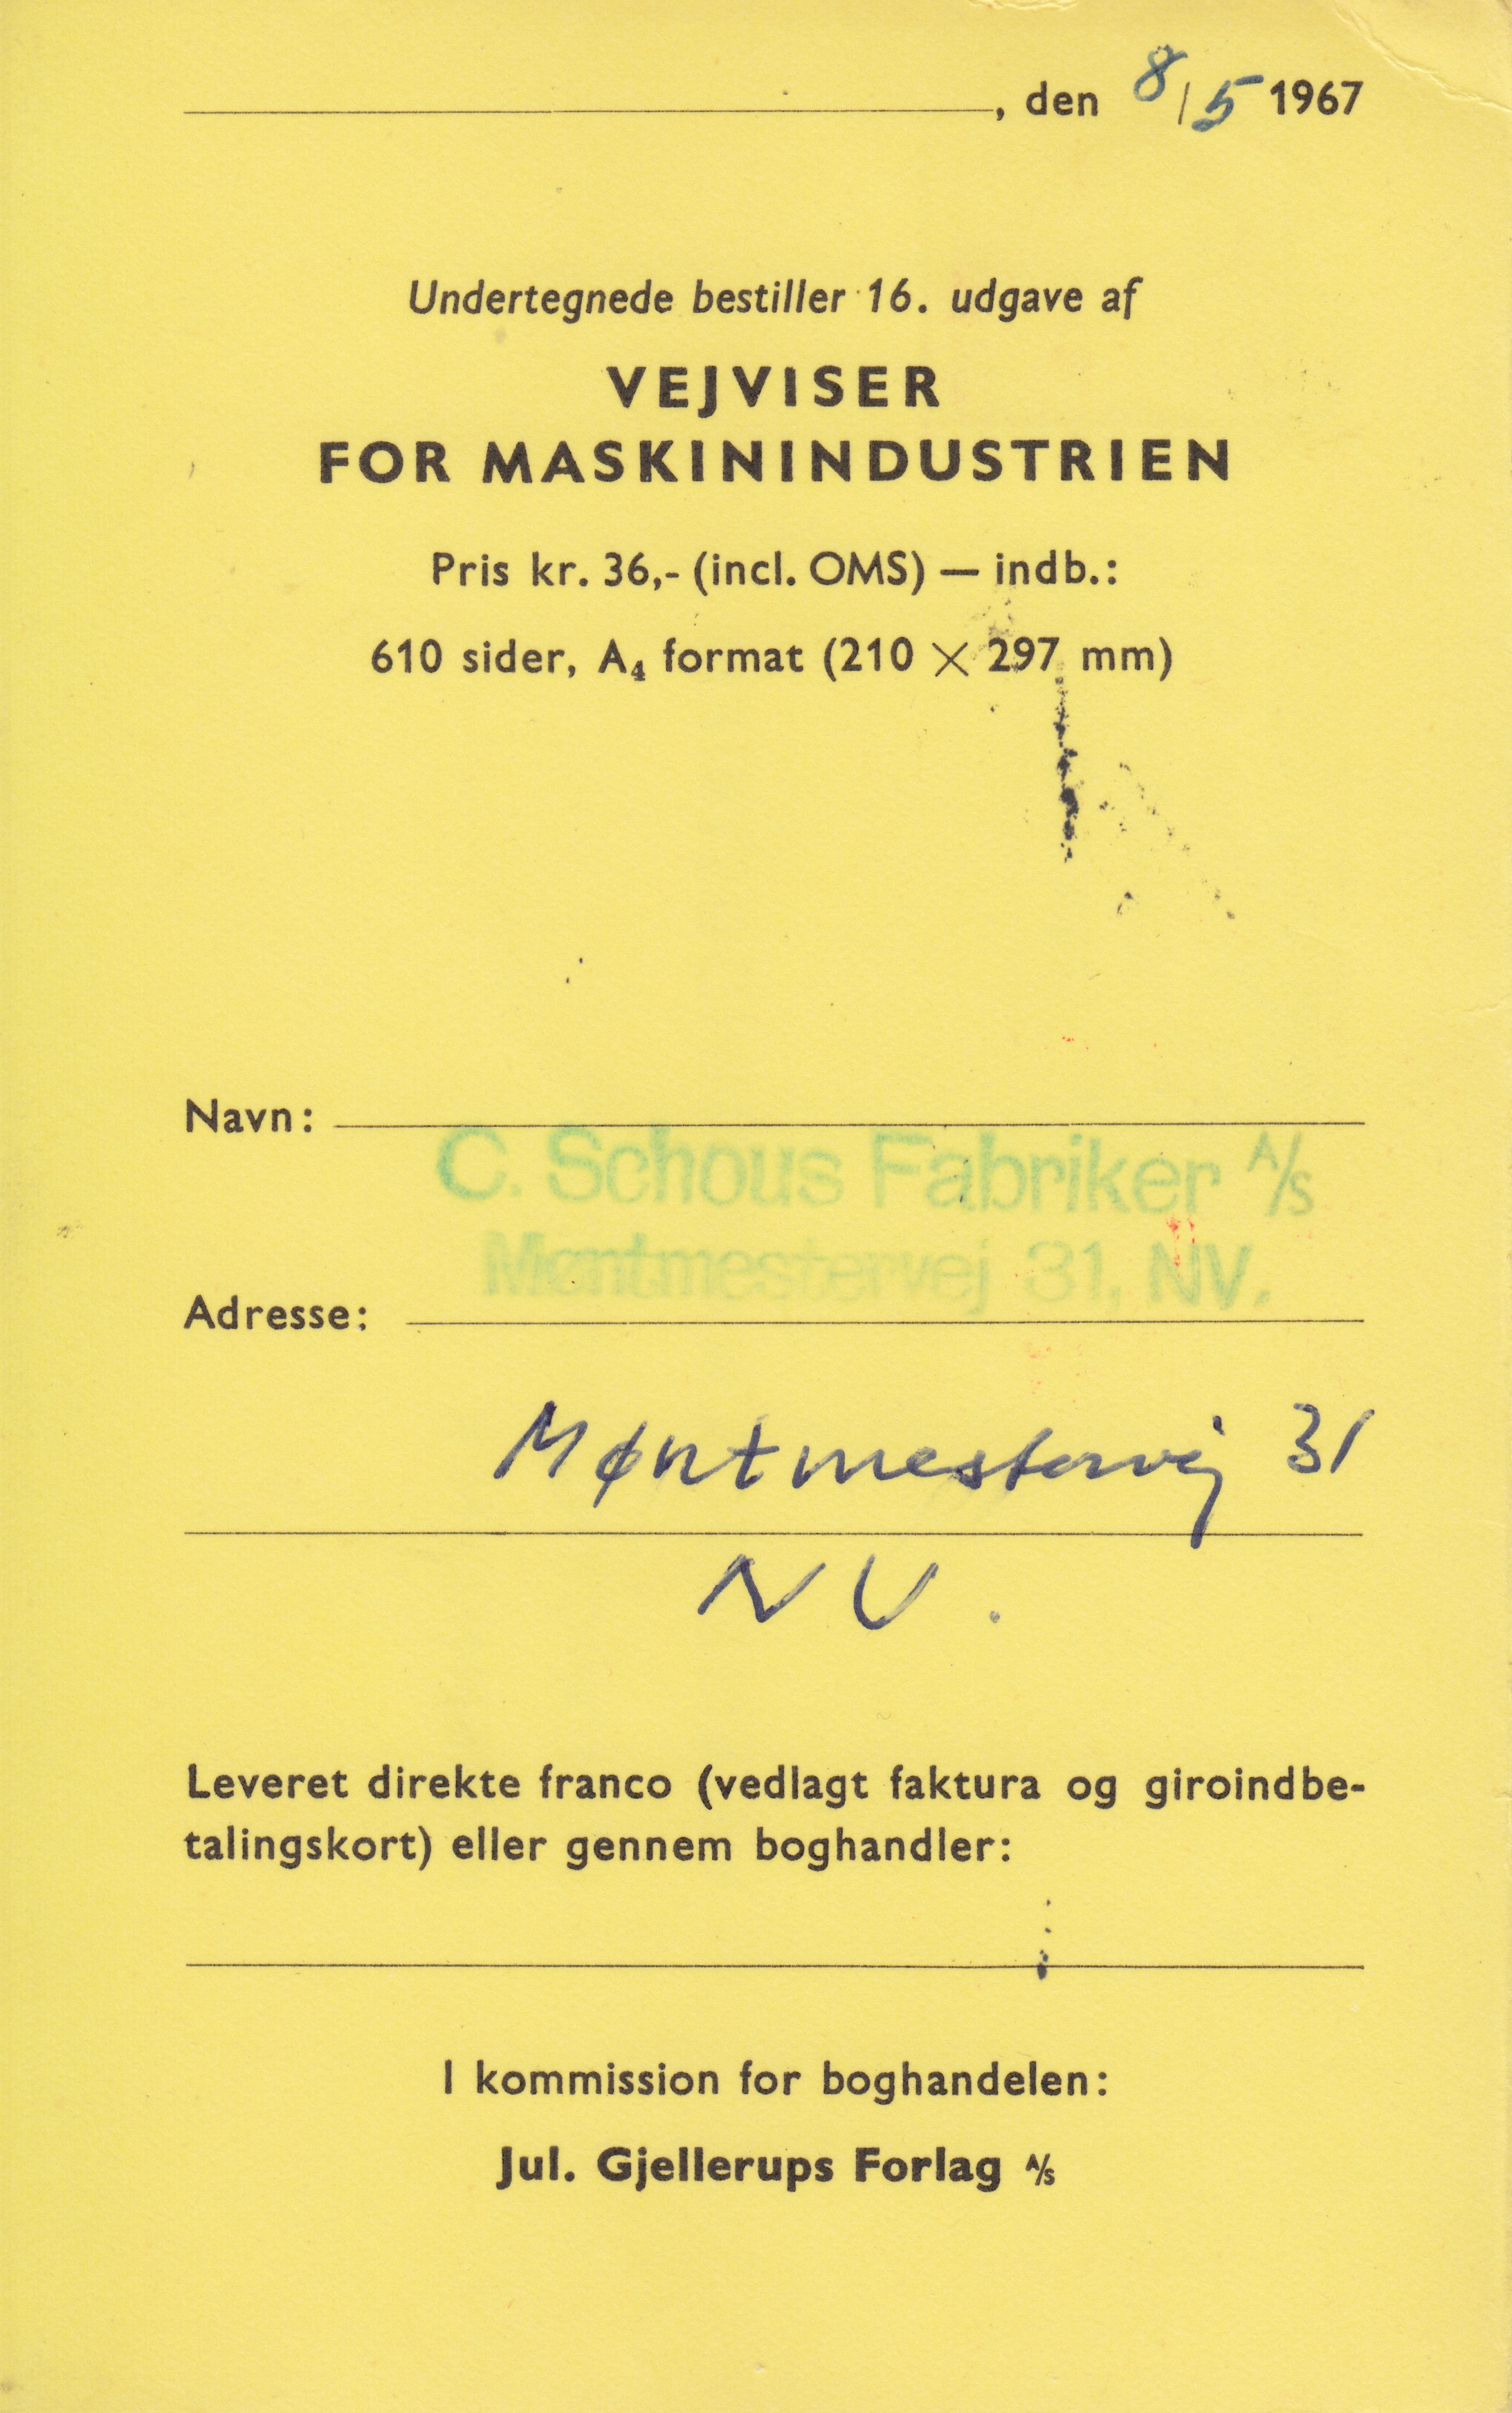 , den 8/5 1967
Undertegnede bestiller 16. udgave af
VEJVISER
FOR MASKININDUSTRIEN
Pris kr. 36,- (incl. OMS) — indb.:
610 sider, A4 format (210 × 297 mm)
Navn:
C. Schous Fabriker A/S
Møntmestervej 31, NV.
Adresse:
Møntmestervej 31
NV.
Leveret direkte franco (vedlagt faktura og giroindbe-
talingskort) eller gennem boghandler:
I kommission for boghandelen:
Jul. Gjellerups Forlag A/S